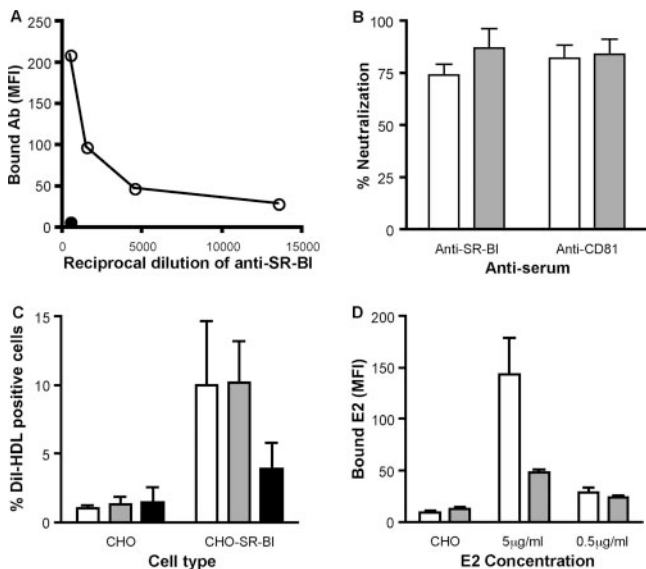 A
Bound Ab (MFI)
250
200
150
100
50
0
0 5000 10000 15000
Reciprocal dilution of anti-SR-BI
B
% Neutralization
100
75
50
25
0
Anti-SR-BI Anti-CD81
Anti-serum
C
% DiI-HDL positive cells
15
10
5
0
CHO CHO-SR-BI
Cell type
D
Bound E2 (MFI)
200
150
100
50
0
CHO 5µg/ml 0.5µg/ml
E2 Concentration